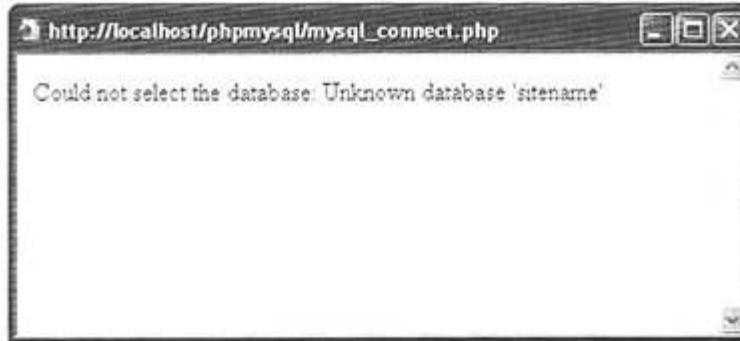 http://localhost/phpmysql/mysql_connect.php
Could not select the database: Unknown database 'sitename'